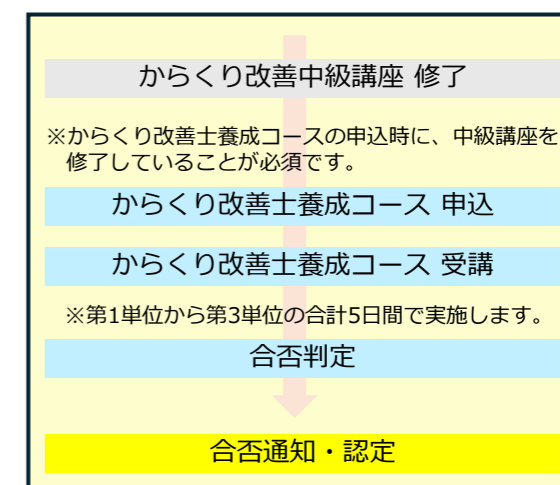 からくり改善中級講座 修了
※からくり改善士養成コースの申込時に、中級講座を
修了していることが必須です。
からくり改善士養成コース 申込
からくり改善士養成コース 受講
※第1単位から第3単位の合計5日間で実施します。
合否判定
合否通知・認定